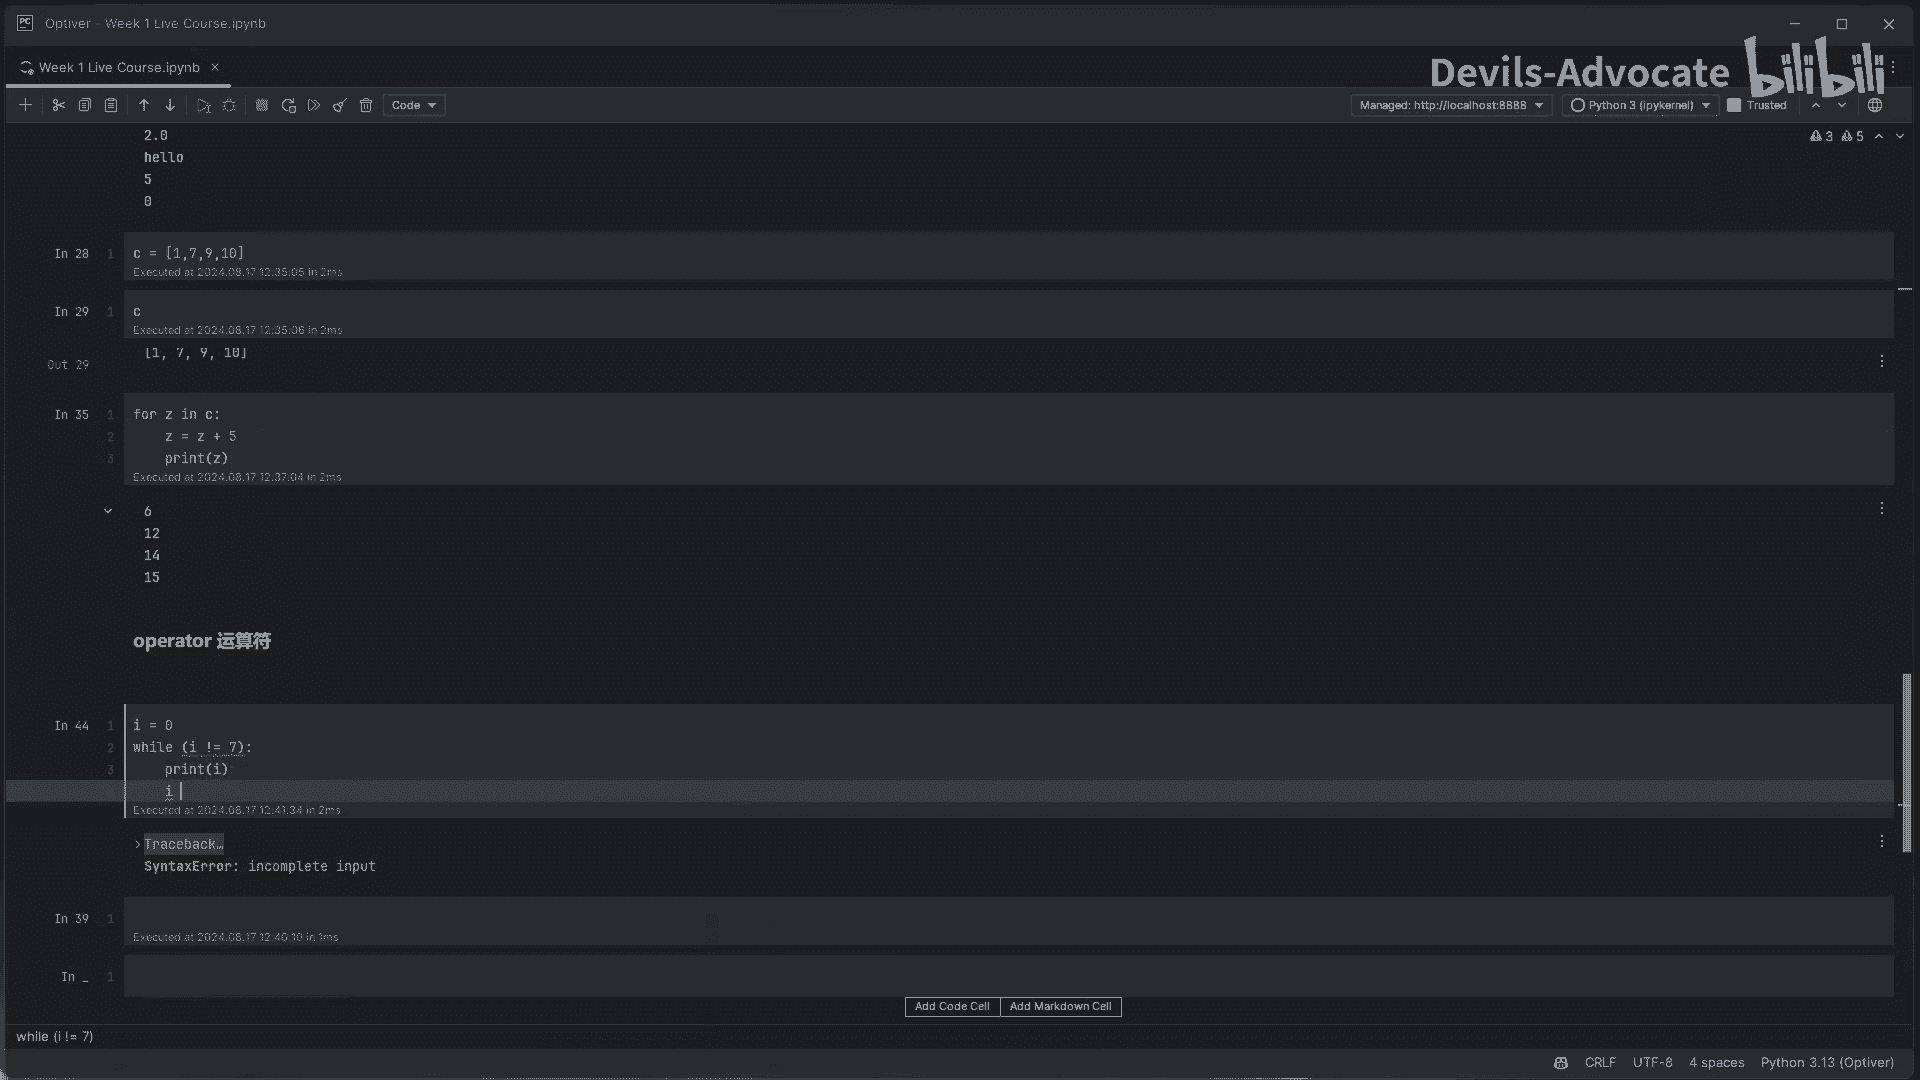 Optiver - Week 1 Live Course.ipynb
Week 1 Live Course.ipynb
Devils-Advocate bilibili
Code
Managed: http://localhost:8888
Python 3 (ipykernel)
Trusted
3 5
2.0
hello
5
0
In 28 1 c = [1,7,9,10]
Executed at 2024.08.17 12:35:05 in 2ms
In 29 1 c
Executed at 2024.08.17 12:35:06 in 2ms
Out 29 [1, 7, 9, 10]
In 35 1 for z in c:
2 z = z + 5
3 print(z)
Executed at 2024.08.17 12:37:04 in 2ms
6
12
14
15
operator 运算符
In 44 1 i = 0
2 while (i != 7):
3 print(i)
i
Executed at 2024.08.17 12:41:34 in 2ms
Traceback…
SyntaxError: incomplete input
In 39 1
Executed at 2024.08.17 12:40:10 in 1ms
In _ 1
Add Code Cell Add Markdown Cell
while (i != 7)
CRLF UTF-8 4 spaces Python 3.13 (Optiver)